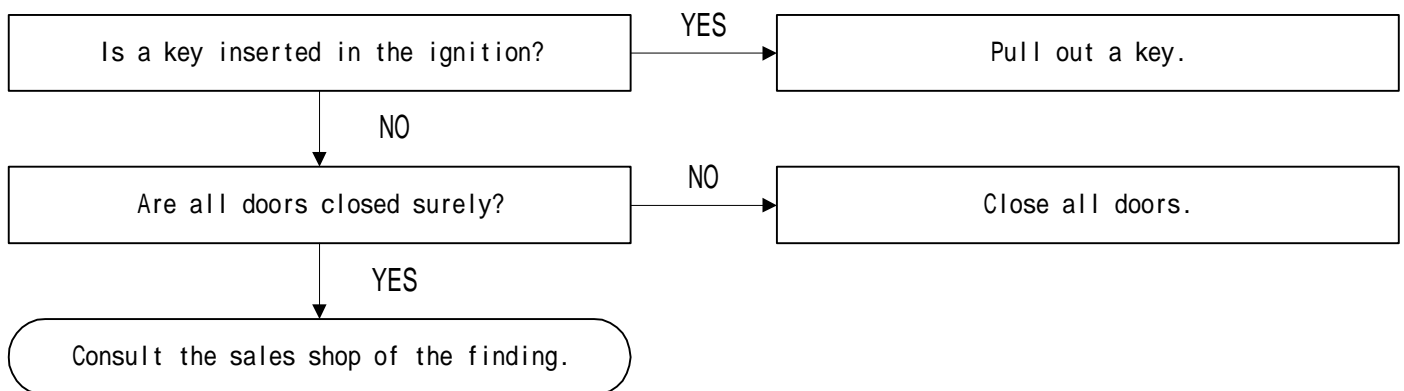 Is a key inserted in the ignition?
YES
Pull out a key.
NO
Are all doors closed surely?
NO
Close all doors.
YES
Consult the sales shop of the finding.